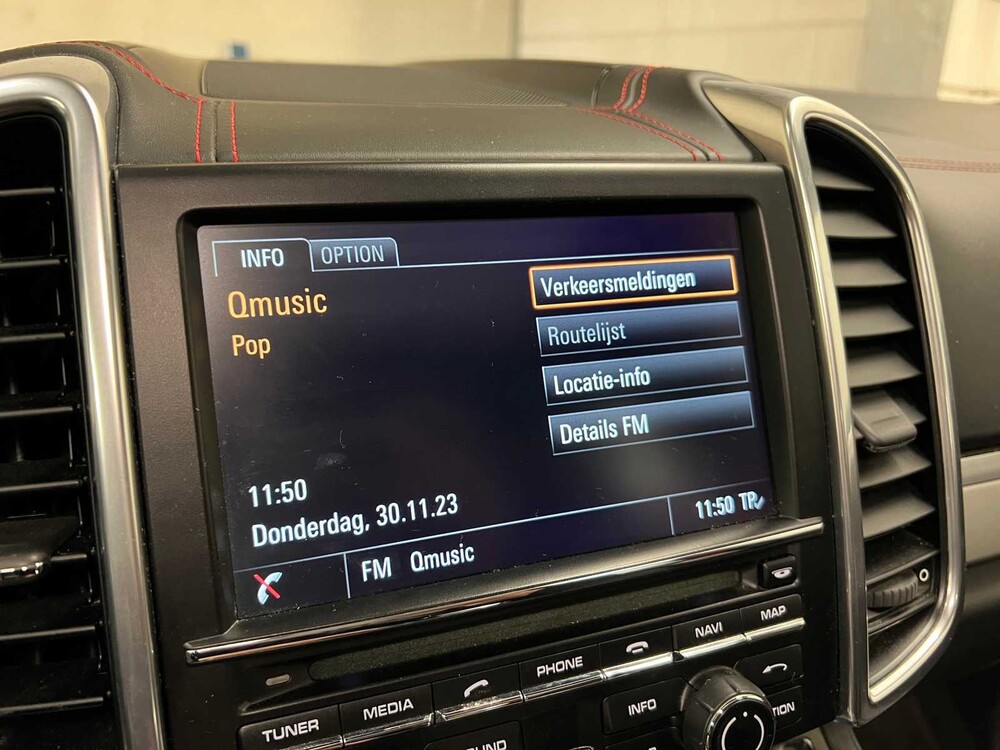 INFO OPTION
Qmusic
Pop
Verkeersmeldingen
Routelijst
Locatie-info
Details FM
11:50
Donderdag, 30.11.23
FM Qmusic
11:50 TP
TUNER MEDIA PHONE NAVI MAP
INFO